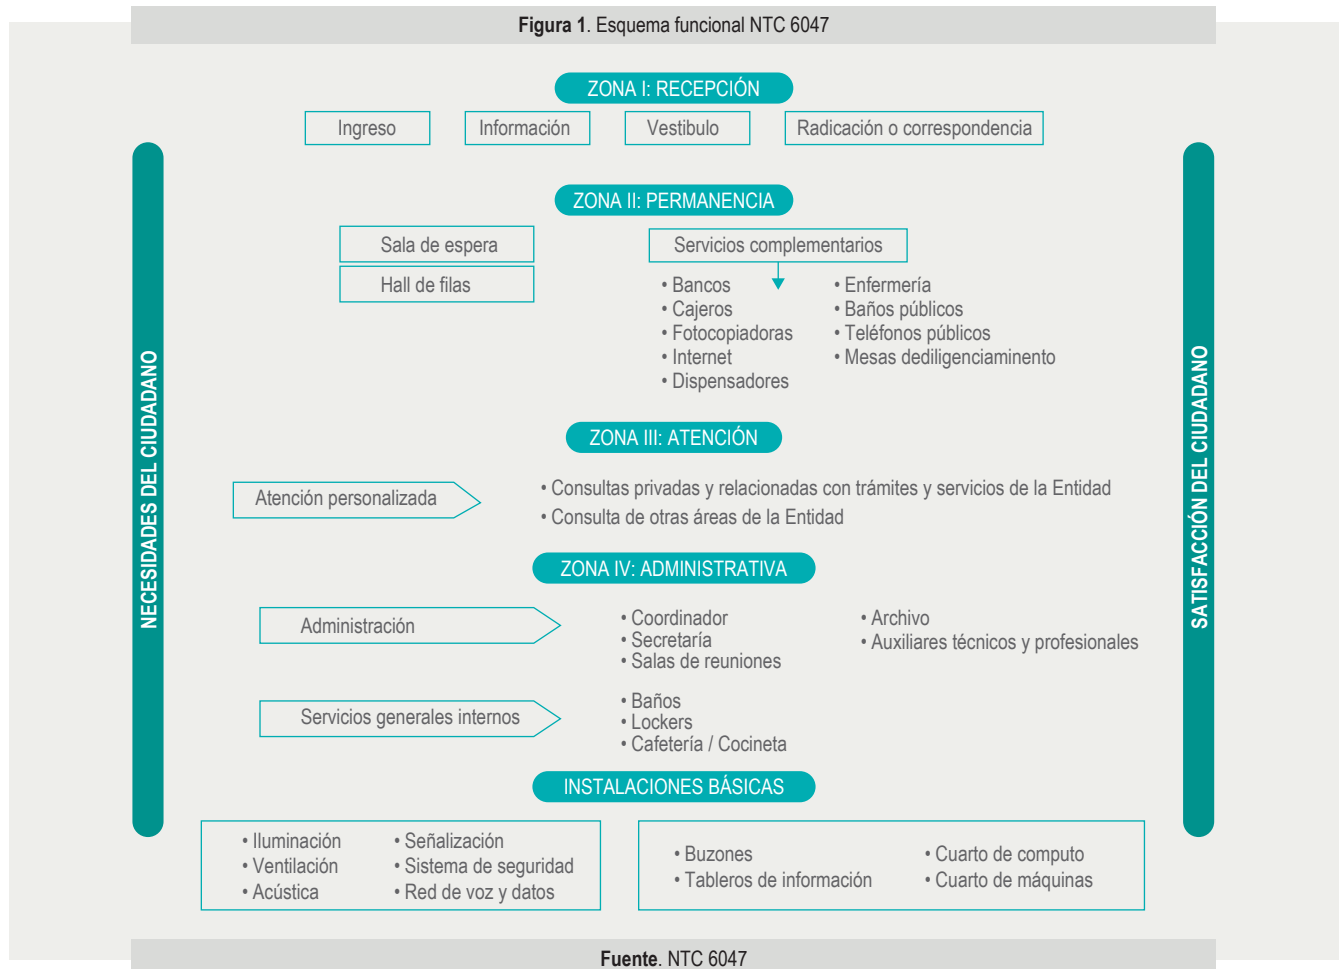 Figura 1. Esquema funcional NTC 6047
NECESIDADES DEL CIUDADANO
ZONA I: RECEPCIÓN
Ingreso
Información
Vestibulo
Radicación o correspondencia
ZONA II: PERMANENCIA
Sala de espera
Hall de filas
Servicios complementarios
• Bancos
• Cajeros
• Fotocopiadoras
• Internet
• Dispensadores
• Enfermería
• Baños públicos
• Teléfonos públicos
• Mesas dediligenciaminento
ZONA III: ATENCIÓN
Atención personalizada
• Consultas privadas y relacionadas con trámites y servicios de la Entidad
• Consulta de otras áreas de la Entidad
ZONA IV: ADMINISTRATIVA
Administración
• Coordinador
• Secretaría
• Salas de reuniones
• Archivo
• Auxiliares técnicos y profesionales
Servicios generales internos
• Baños
• Lockers
• Cafetería / Cocineta
INSTALACIONES BÁSICAS
• Iluminación
• Ventilación
• Acústica
• Señalización
• Sistema de seguridad
• Red de voz y datos
• Buzones
• Tableros de información
• Cuarto de computo
• Cuarto de máquinas
SATISFACCIÓN DEL CIUDADANO
Fuente. NTC 6047